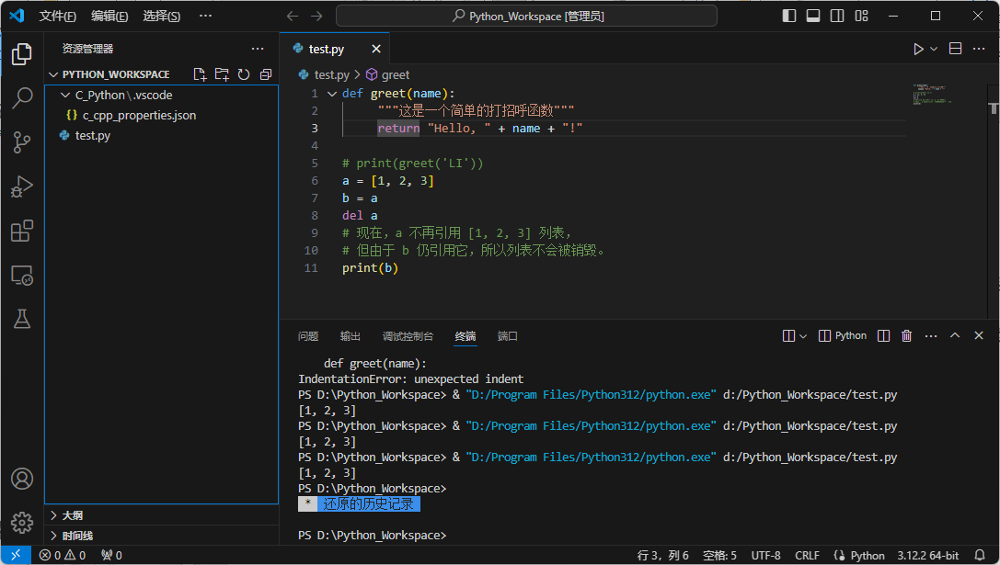 文件(F) 编辑(E) 选择(S) ··· Python_Workspace [管理员]
资源管理器 ···
PYTHON_WORKSPACE
C_Python\.vscode
{} c_cpp_properties.json
test.py
大纲
时间线
test.py
test.py > greet
1 def greet(name):
2 """这是一个简单的打招呼函数"""
3 return "Hello, " + name + "!"
4
5 # print(greet('LI'))
6 a = [1, 2, 3]
7 b = a
8 del a
9 # 现在，a 不再引用 [1, 2, 3] 列表，
10 # 但由于 b 仍引用它，所以列表不会被销毁。
11 print(b)
问题 输出 调试控制台 终端 端口 Python ···
def greet(name):
IndentationError: unexpected indent
PS D:\Python_Workspace> & "D:/Program Files/Python312/python.exe" d:/Python_Workspace/test.py
[1, 2, 3]
PS D:\Python_Workspace> & "D:/Program Files/Python312/python.exe" d:/Python_Workspace/test.py
[1, 2, 3]
PS D:\Python_Workspace> & "D:/Program Files/Python312/python.exe" d:/Python_Workspace/test.py
[1, 2, 3]
PS D:\Python_Workspace>
* 还原的历史记录
PS D:\Python_Workspace>
0 0 0 行 3，列 6 空格: 5 UTF-8 CRLF Python 3.12.2 64-bit